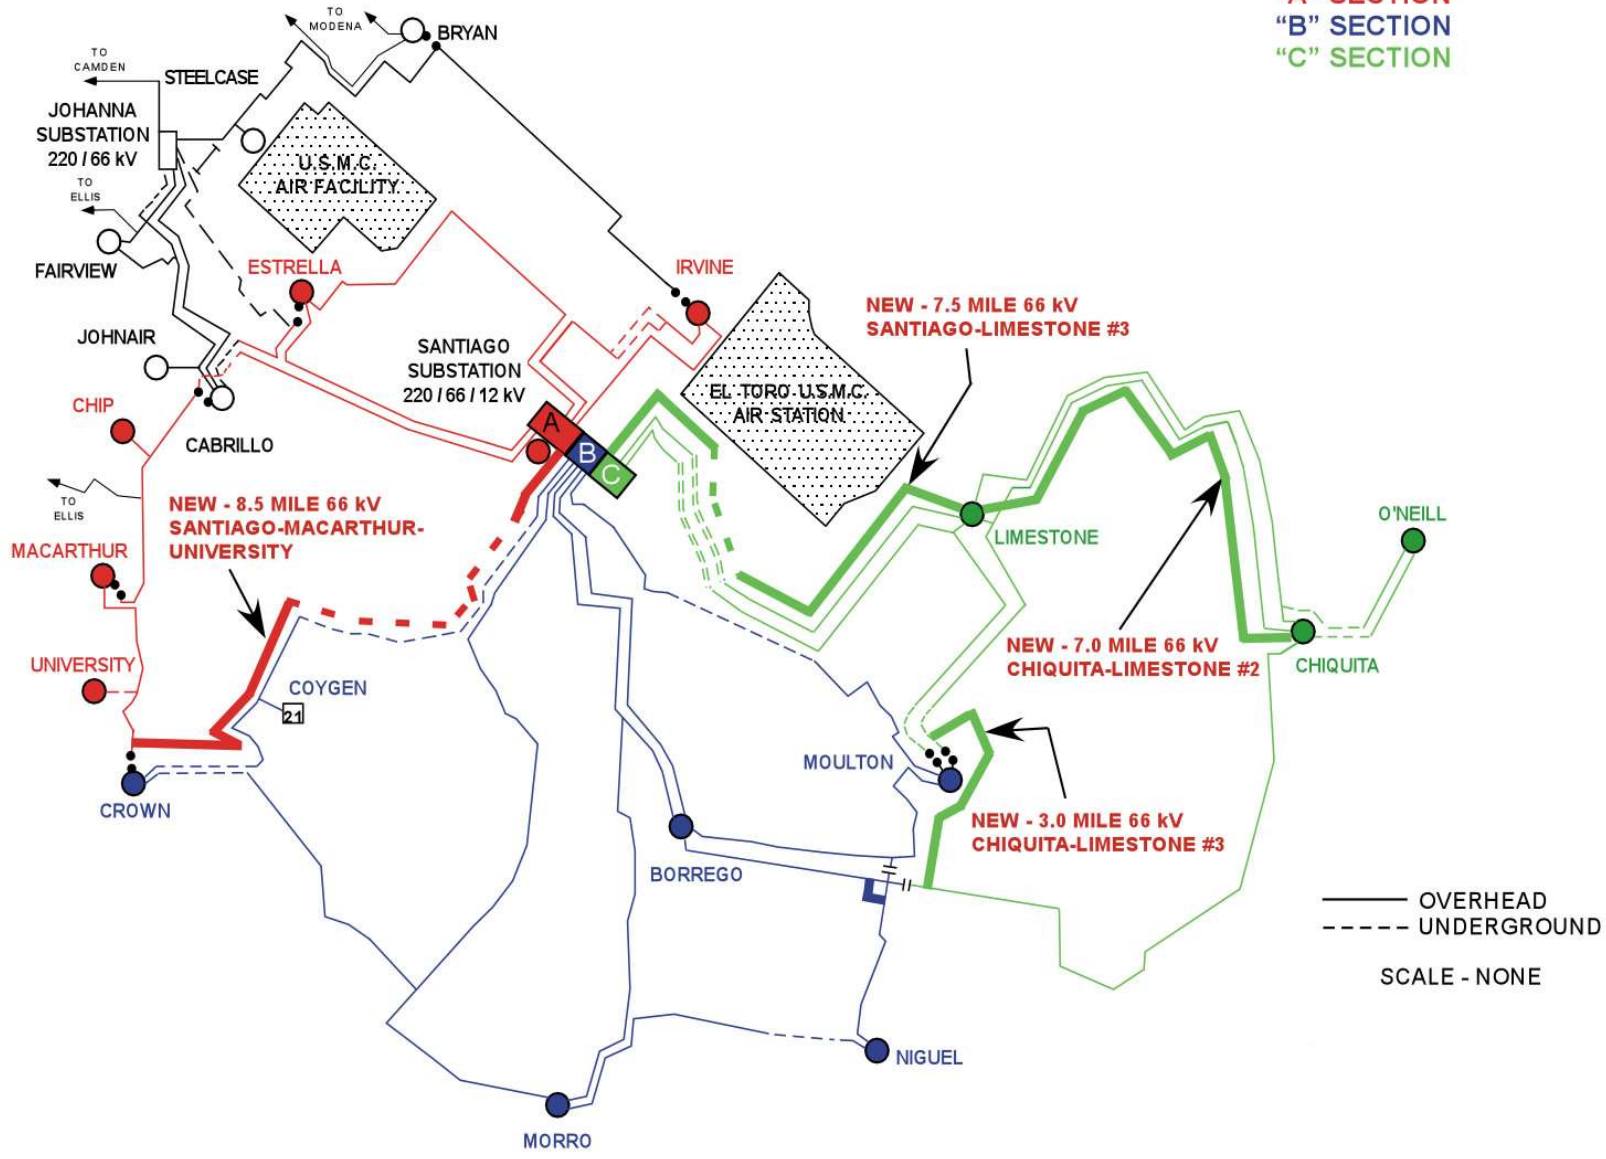 "A" SECTION
“B” SECTION
“C” SECTION
TO
MODENA
BRYAN
TO
CAMDEN
STEELCASE
JOHANNA
SUBSTATION
220 / 66 kV
U.S.M.C.
AIR FACILITY
TO
ELLIS
FAIRVIEW
ESTRELLA
IRVINE
NEW - 7.5 MILE 66 kV
SANTIAGO-LIMESTONE #3
JOHNAIR
SANTIAGO
SUBSTATION
220 / 66 / 12 kV
EL TORO U.S.M.C.
AIR STATION
CHIP
A
B
C
CABRILLO
TO
ELLIS
NEW - 8.5 MILE 66 kV
SANTIAGO-MACARTHUR-
UNIVERSITY
MACARTHUR
LIMESTONE
O'NEILL
UNIVERSITY
COYGEN
21
NEW - 7.0 MILE 66 kV
CHIQUITA-LIMESTONE #2
CHIQUITA
MOULTON
CROWN
NEW - 3.0 MILE 66 kV
CHIQUITA-LIMESTONE #3
BORREGO
OVERHEAD
UNDERGROUND
SCALE - NONE
NIGUEL
MORRO